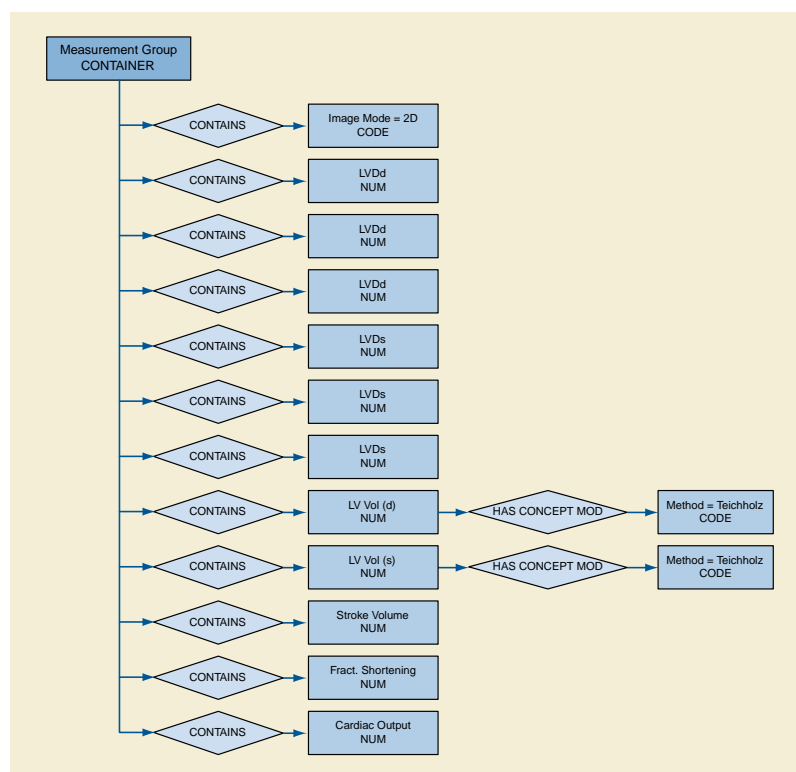 Measurement Group
CONTAINER
CONTAINS
Image Mode = 2D
CODE
CONTAINS
LVDd
NUM
CONTAINS
LVDd
NUM
CONTAINS
LVDd
NUM
CONTAINS
LVDs
NUM
CONTAINS
LVDs
NUM
CONTAINS
LVDs
NUM
CONTAINS
LV Vol (d)
NUM
HAS CONCEPT MOD
Method = Teichholz
CODE
CONTAINS
LV Vol (s)
NUM
HAS CONCEPT MOD
Method = Teichholz
CODE
CONTAINS
Stroke Volume
NUM
CONTAINS
Fract. Shortening
NUM
CONTAINS
Cardiac Output
NUM